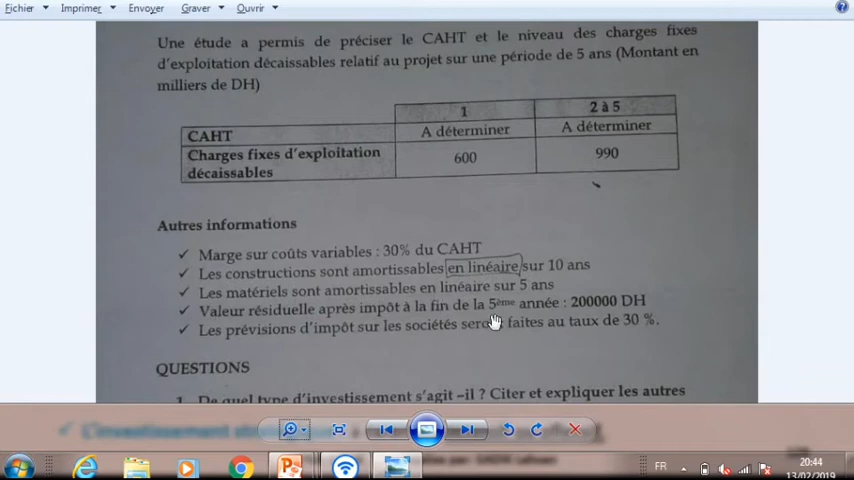 Fichier Imprimer Envoyer Graver Ouvrir
Une étude a permis de préciser le CAHT et le niveau des charges fixes
d'exploitation décaissables relatif au projet sur une période de 5 ans (Montant en
milliers de DH)
1 2 à 5
CAHT A déterminer A déterminer
Charges fixes d'exploitation
décaissables 600 990
Autres informations
✓ Marge sur coûts variables : 30% du CAHT
✓ Les constructions sont amortissables en linéaire sur 10 ans
✓ Les matériels sont amortissables en linéaire sur 5 ans
✓ Valeur résiduelle après impôt à la fin de la 5ème année : 200000 DH
✓ Les prévisions d'impôt sur les sociétés faites au taux de 30 %.
QUESTIONS
1. De quel type d'investissement s'agit –il ? Citer et expliquer les autres
L'investissement
FR 20:44
13/02/2019